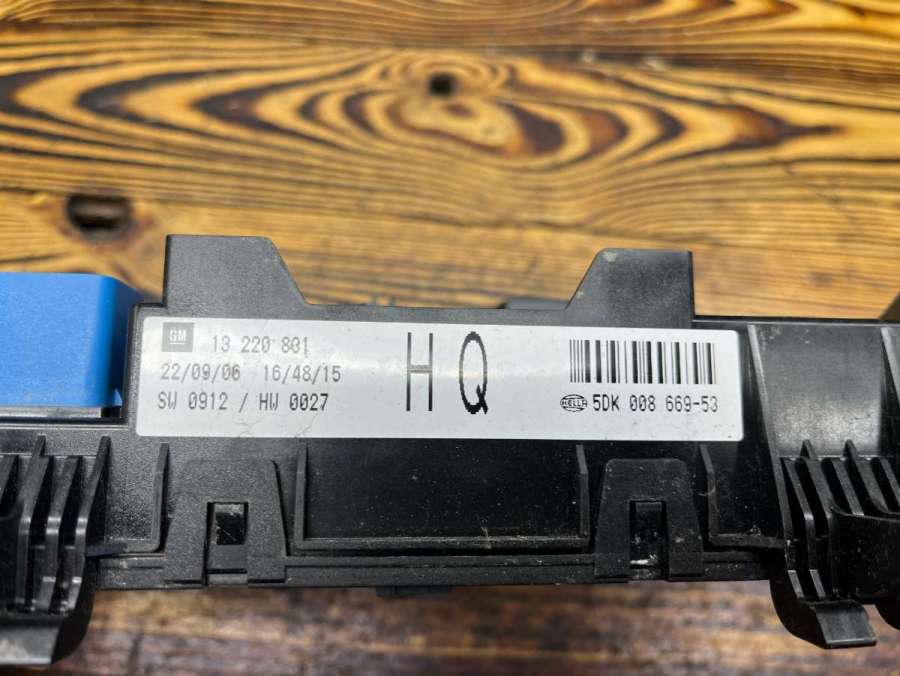 GM
13 220 801
22/09/06 16/48/15
SW 0912 / HW 0027
HQ
HELLA 5DK 008 669-53